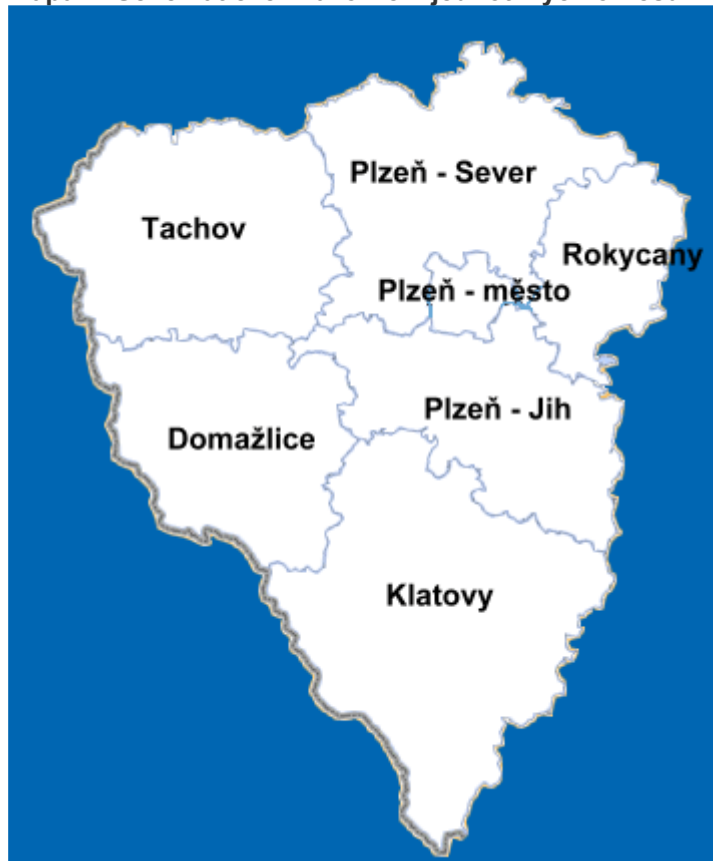 Plzeň - Sever
Tachov
Rokycany
Plzeň - město
Plzeň - Jih
Domažlice
Klatovy